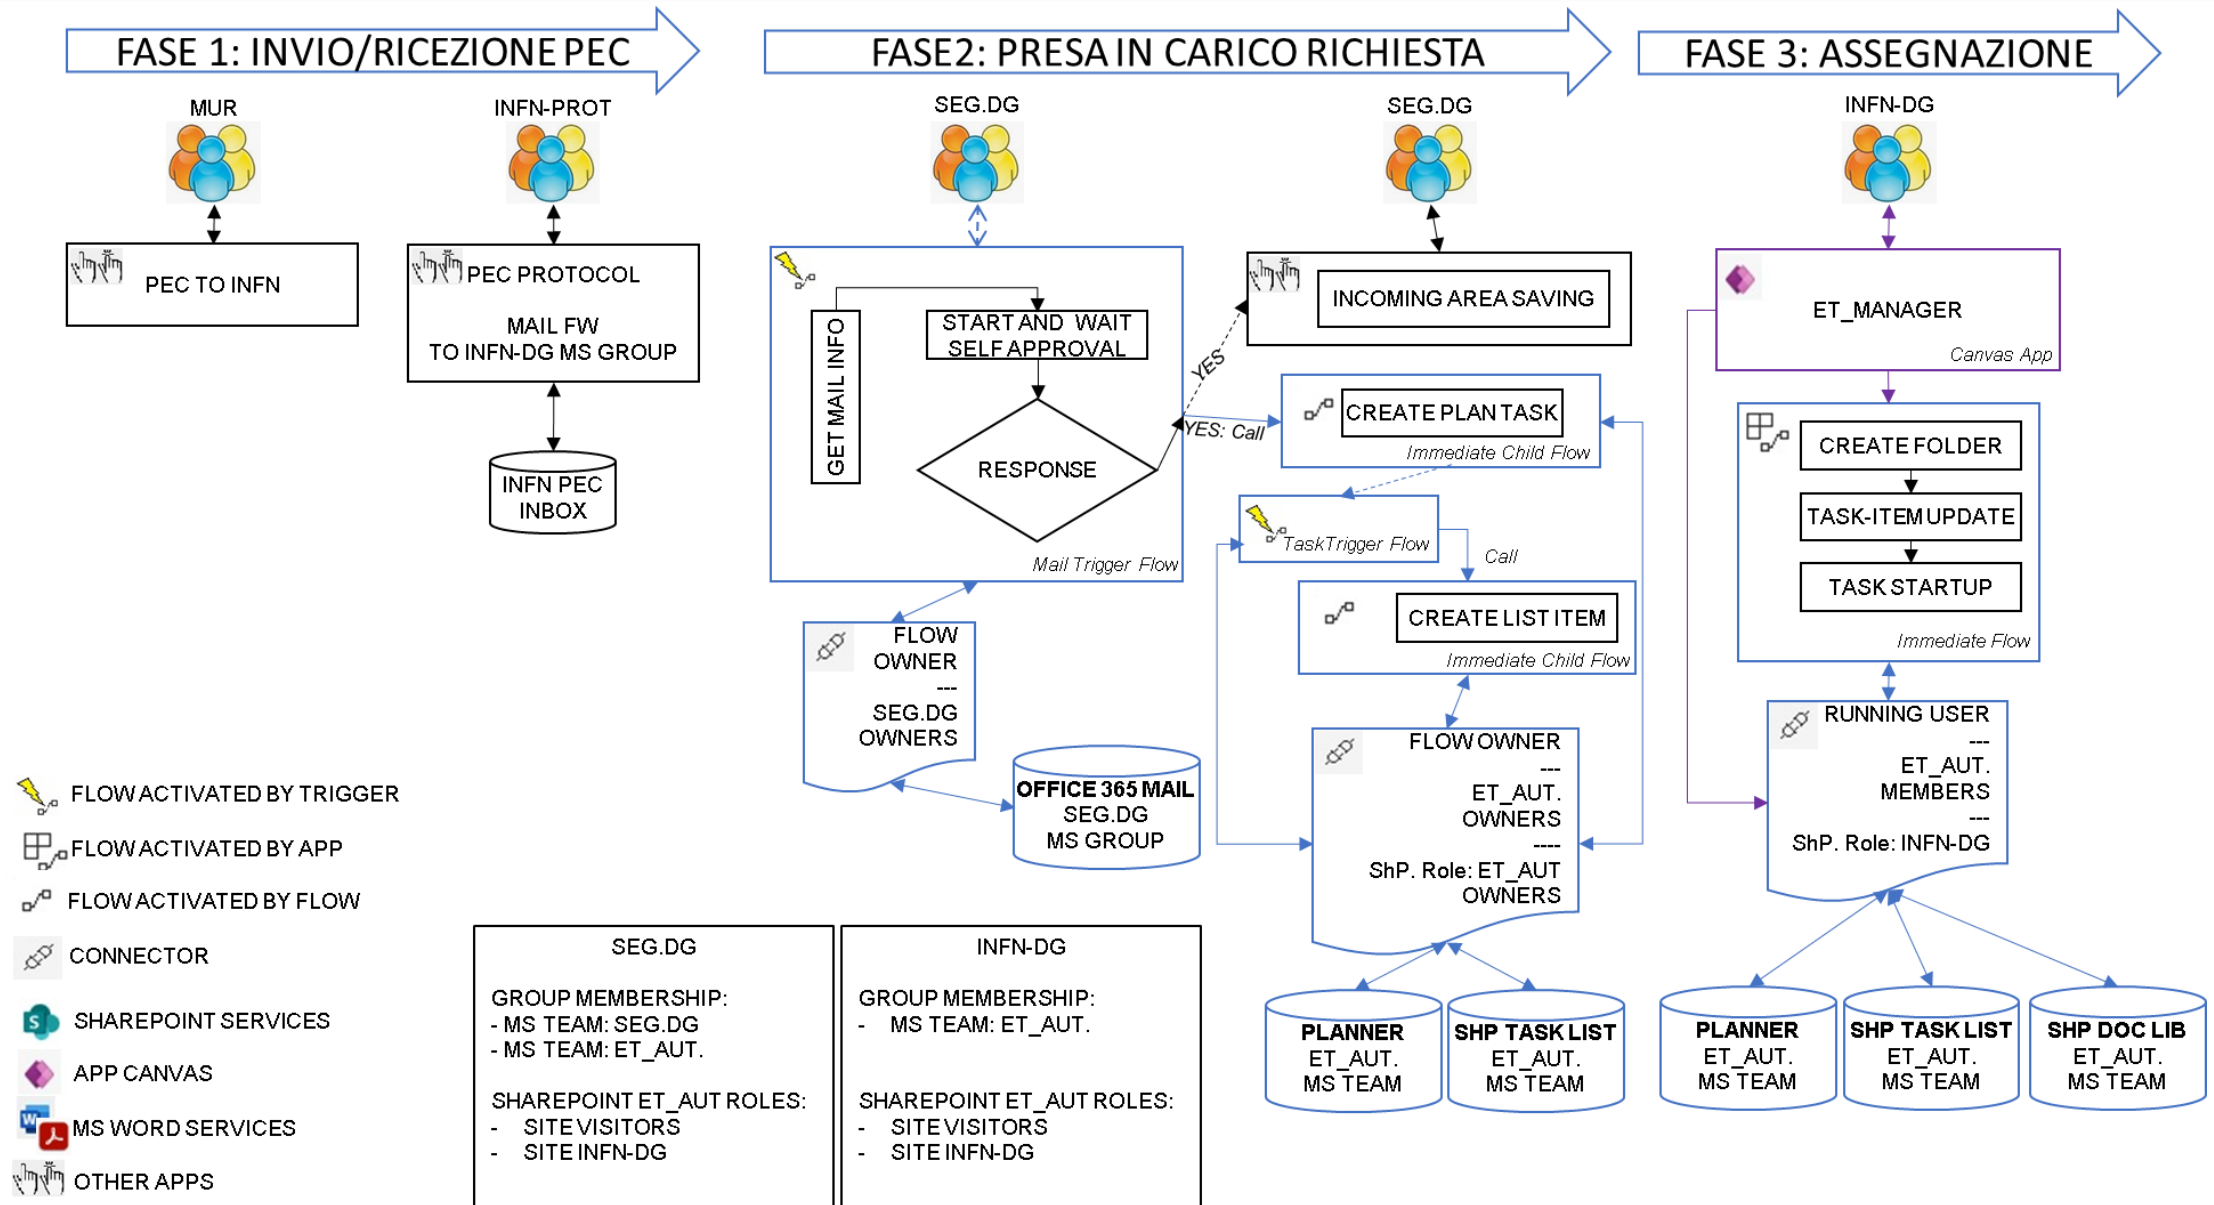 FASE 1: INVIO/RICEZIONE PEC
FASE2: PRESA IN CARICO RICHIESTA
FASE 3: ASSEGNAZIONE
MUR
INFN-PROT
SEG.DG
SEG.DG
INFN-DG
PEC TO INFN
PEC PROTOCOL
MAIL FW
TO INFN-DG MS GROUP
INFN PEC
INBOX
GET MAIL INFO
START AND WAIT
SELF APPROVAL
RESPONSE
Mail Trigger Flow
YES
YES: Call
INCOMING AREA SAVING
CREATE PLAN TASK
Immediate Child Flow
TaskTrigger Flow
Call
CREATE LIST ITEM
Immediate Child Flow
FLOW
OWNER
---
SEG.DG
OWNERS
OFFICE 365 MAIL
SEG.DG
MS GROUP
FLOW OWNER
---
ET_AUT.
OWNERS
----
ShP. Role: ET_AUT
OWNERS
PLANNER
ET_AUT.
MS TEAM
SHP TASK LIST
ET_AUT.
MS TEAM
ET_MANAGER
Canvas App
CREATE FOLDER
TASK-ITEM UPDATE
TASK STARTUP
Immediate Flow
RUNNING USER
---
ET_AUT.
MEMBERS
---
ShP. Role: INFN-DG
PLANNER
ET_AUT.
MS TEAM
SHP TASK LIST
ET_AUT.
MS TEAM
SHP DOC LIB
ET_AUT.
MS TEAM
FLOW ACTIVATED BY TRIGGER
FLOW ACTIVATED BY APP
FLOW ACTIVATED BY FLOW
CONNECTOR
S
SHAREPOINT SERVICES
APP CANVAS
W
MS WORD SERVICES
OTHER APPS
SEG.DG
GROUP MEMBERSHIP:
- MS TEAM: SEG.DG
- MS TEAM: ET_AUT.
SHAREPOINT ET_AUT ROLES:
- SITE VISITORS
- SITE INFN-DG
INFN-DG
GROUP MEMBERSHIP:
- MS TEAM: ET_AUT.
SHAREPOINT ET_AUT ROLES:
- SITE VISITORS
- SITE INFN-DG